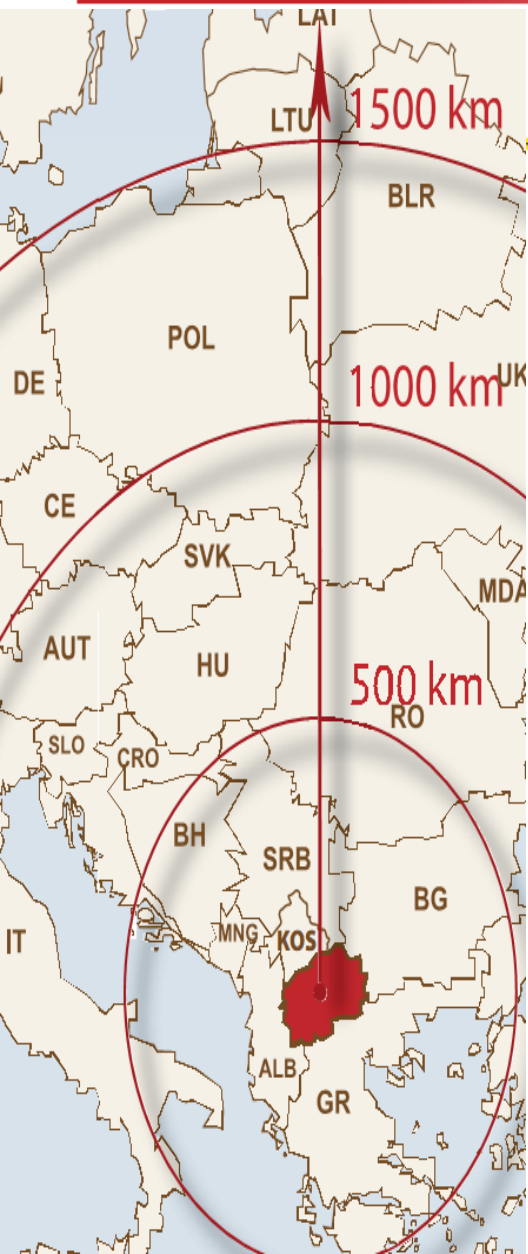 LAT
LTU
1500 km
BLR
POL
DE
1000 km
UK
CE
SVK
MDA
AUT
HU
500 km
RO
SLO
CRO
BH
SRB
BG
MNG
KOS
IT
ALB
GR